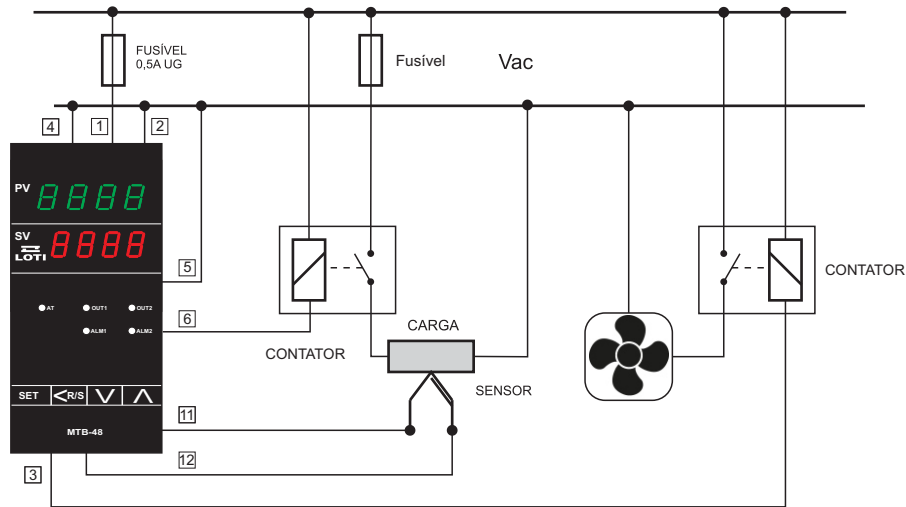 FUSÍVEL
0,5A UG
Fusível
Vac
4
1
2
PV
8888
SV
8888
LOTI
5
CONTATOR
AT
OUT1
OUT2
6
ALM1
ALM2
CARGA
CONTATOR
SENSOR
SET
<R/S
11
MTB-48
12
3